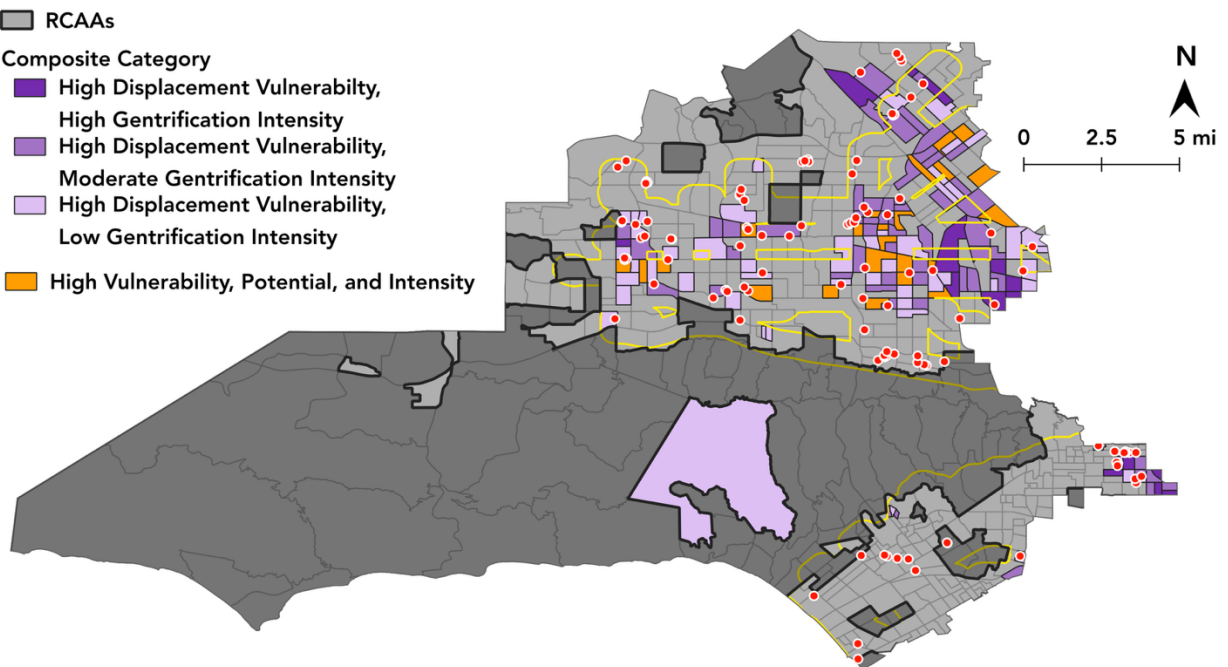 RCAAs
Composite Category
High Displacement Vulnerabilty,
High Gentrification Intensity
High Displacement Vulnerability,
Moderate Gentrification Intensity
High Displacement Vulnerability,
Low Gentrification Intensity
High Vulnerability, Potential, and Intensity
N
0 2.5 5 mi